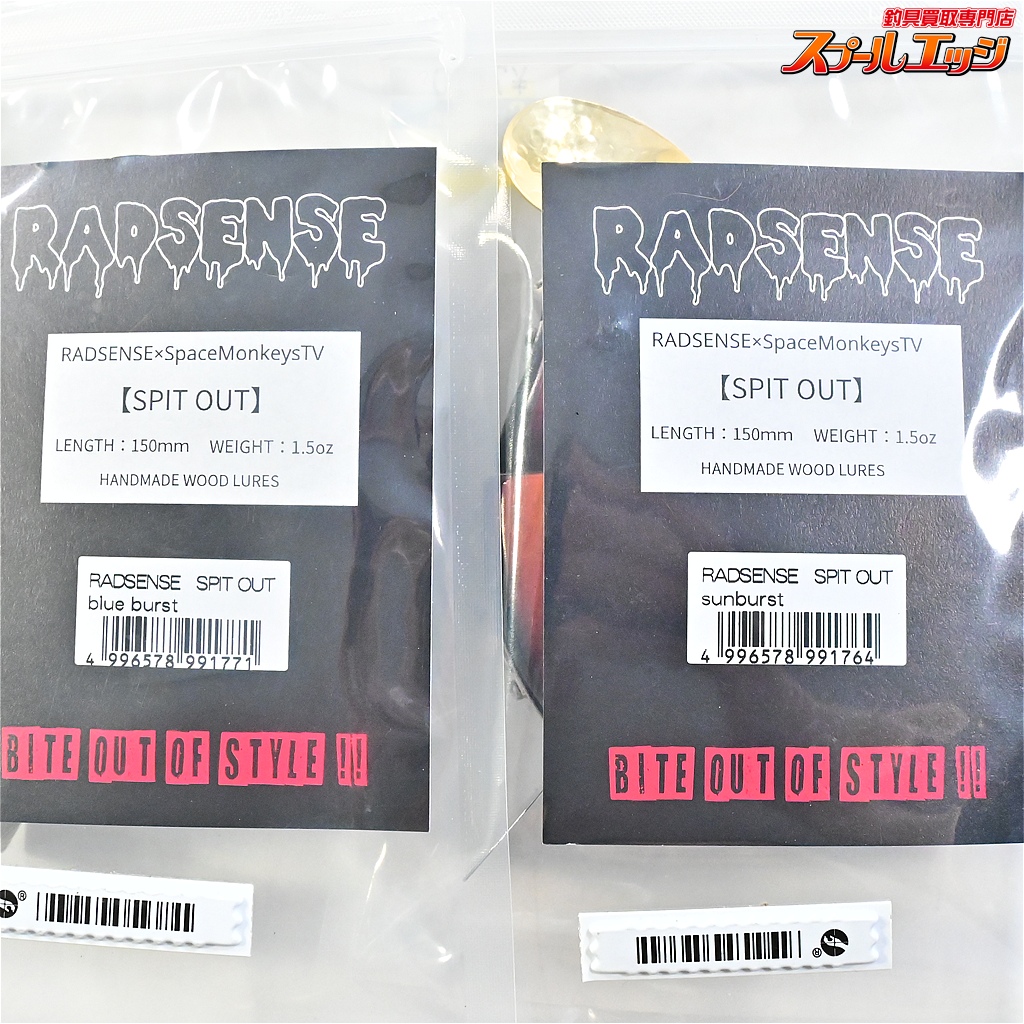 釣具買取専門店
スプールエッジ
RADSENSE
RADSENSE×SpaceMonkeysTV
【SPIT OUT】
LENGTH：150mm WEIGHT：1.5oz
HANDMADE WOOD LURES
RADSENSE SPIT OUT
blue burst
4 996578 991771
BITE OUT OF STYLE !!
®
RADSENSE
RADSENSE×SpaceMonkeysTV
【SPIT OUT】
LENGTH：150mm WEIGHT：1.5oz
HANDMADE WOOD LURES
RADSENSE SPIT OUT
sunburst
4 996578 991764
BITE OUT OF STYLE !!
®